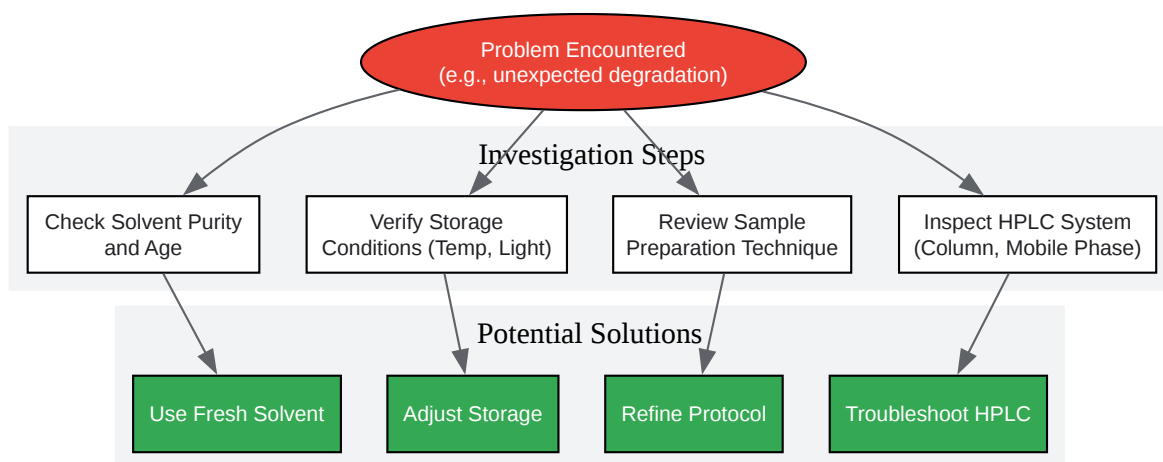 Problem Encountered
(e.g., unexpected degradation)
Investigation Steps
Check Solvent Purity
and Age
Verify Storage
Conditions (Temp, Light)
Review Sample
Preparation Technique
Inspect HPLC System
(Column, Mobile Phase)
Potential Solutions
Use Fresh Solvent
Adjust Storage
Refine Protocol
Troubleshoot HPLC